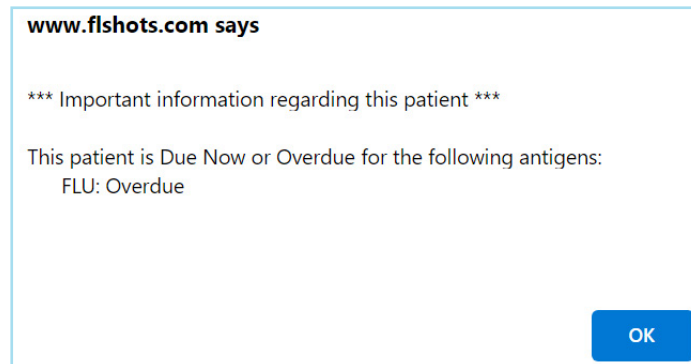 www.flshots.com says
*** Important information regarding this patient ***
This patient is Due Now or Overdue for the following antigens:
FLU: Overdue
OK